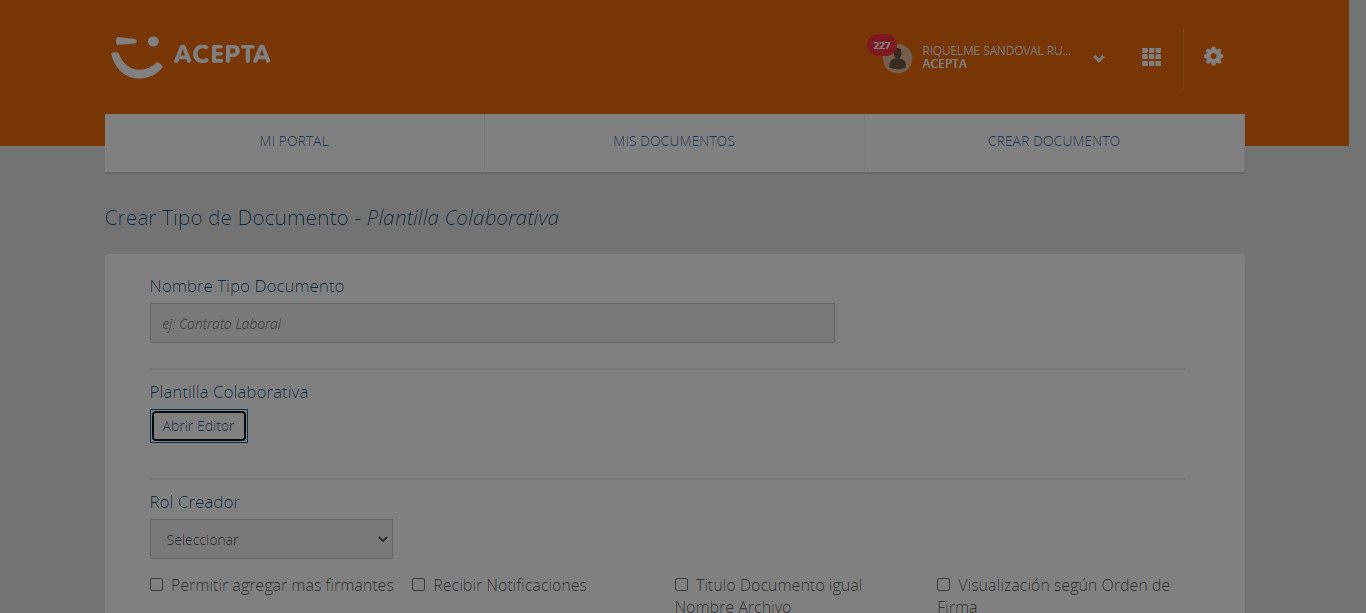 ACEPTA
227
RIQUELME SANDOVAL RU...
ACEPTA
MI PORTAL
MIS DOCUMENTOS
CREAR DOCUMENTO
Crear Tipo de Documento - Plantilla Colaborativa
Nombre Tipo Documento
ej: Contrato Laboral
Plantilla Colaborativa
Abrir Editor
Rol Creador
Seleccionar
Permitir agregar mas firmantes
Recibir Notificaciones
Titulo Documento igual
Nombre Archivo
Visualización según Orden de
Firma